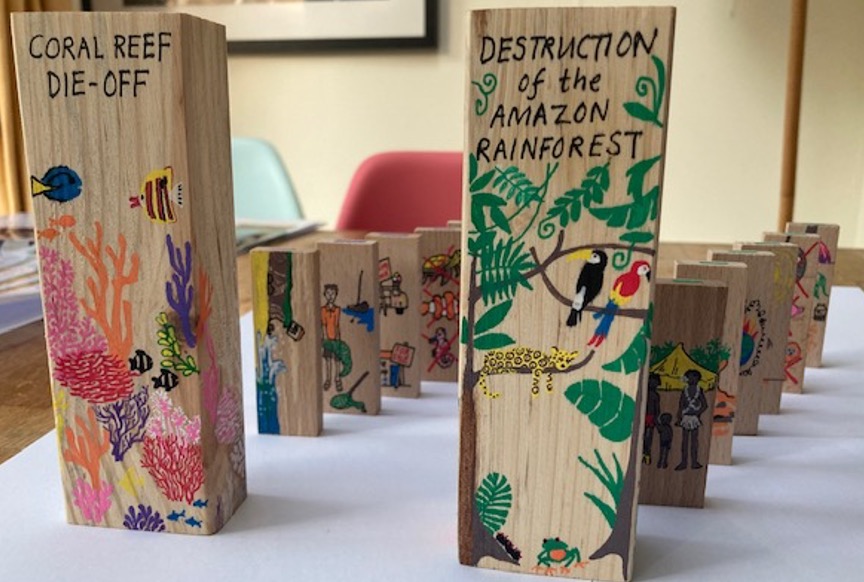 CORAL REEF
DIE-OFF
DESTRUCTION
of the
AMAZON
RAINFOREST